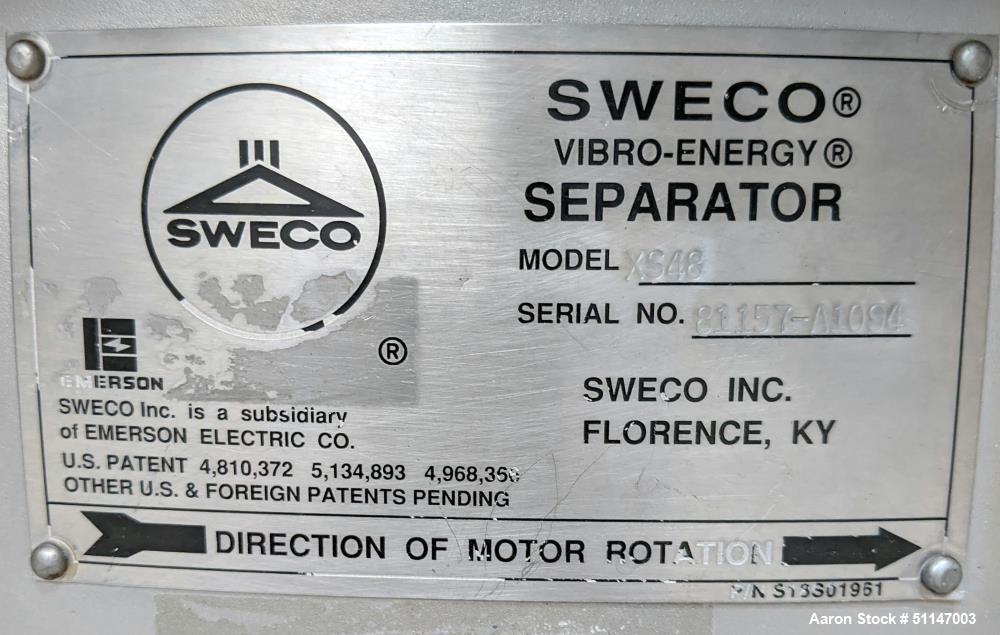 SWECO
EMERSON
SWECO Inc. is a subsidiary
of EMERSON ELECTRIC CO.
U.S. PATENT 4,810,372 5,134,893
OTHER U.S. & FOREIGN PATENTS PENDING
®
SWECO®
VIBRO-ENERGY®
SEPARATOR
MODEL XS48
SERIAL NO. 81157-A1094
SWECO INC.
FLORENCE, KY
DIRECTION OF MOTOR ROTATION
P/N
Aaron Stock # 51147003